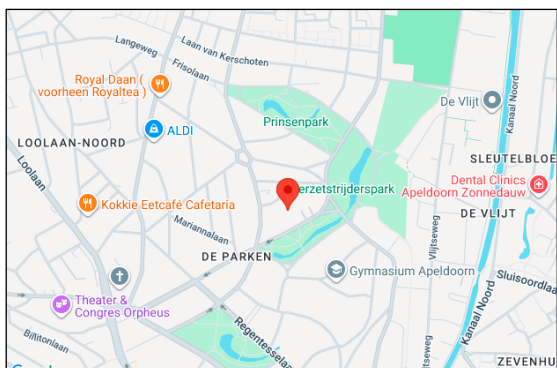 Laan van Kerschoten
Langeweg
Frisolaan
Royal Daan (
voorheen Royaltea )
De Vlijt
Kanaal Noord
Prinsenpark
ALDI
LOOLAAN-NOORD
SLEUTELBLOE
Loolaan
Dental Clinics
Apeldoorn Zonnedauw
erzetstrijderspark
Kokkie Eetcafé Cafetaria
DE VLIJT
Mariannalaan
Vlijtseweg
DE PARKEN
Gymnasium Apeldoorn
Sluisoordlaa
Kanaal Noord
Theater &
Congres Orpheus
Regentesselaan
Billitonlaan
ZEVENHU